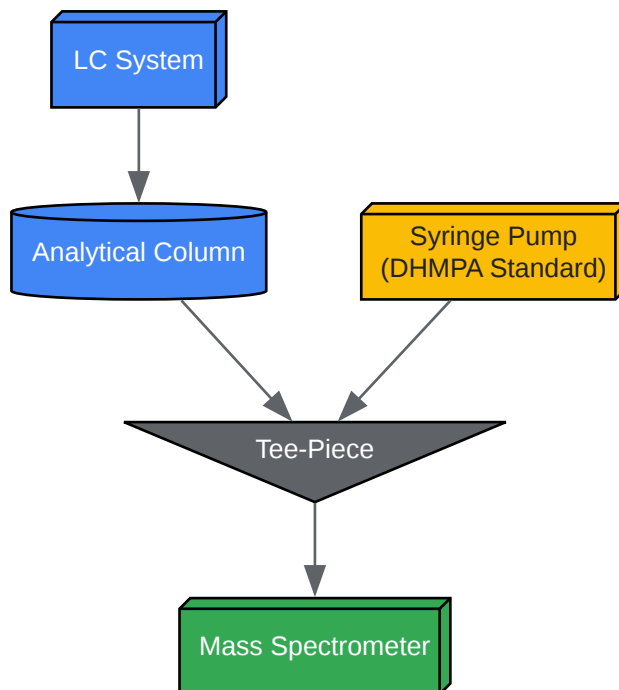 LC System
Analytical Column
Syringe Pump
(DHMPA Standard)
Tee-Piece
Mass Spectrometer